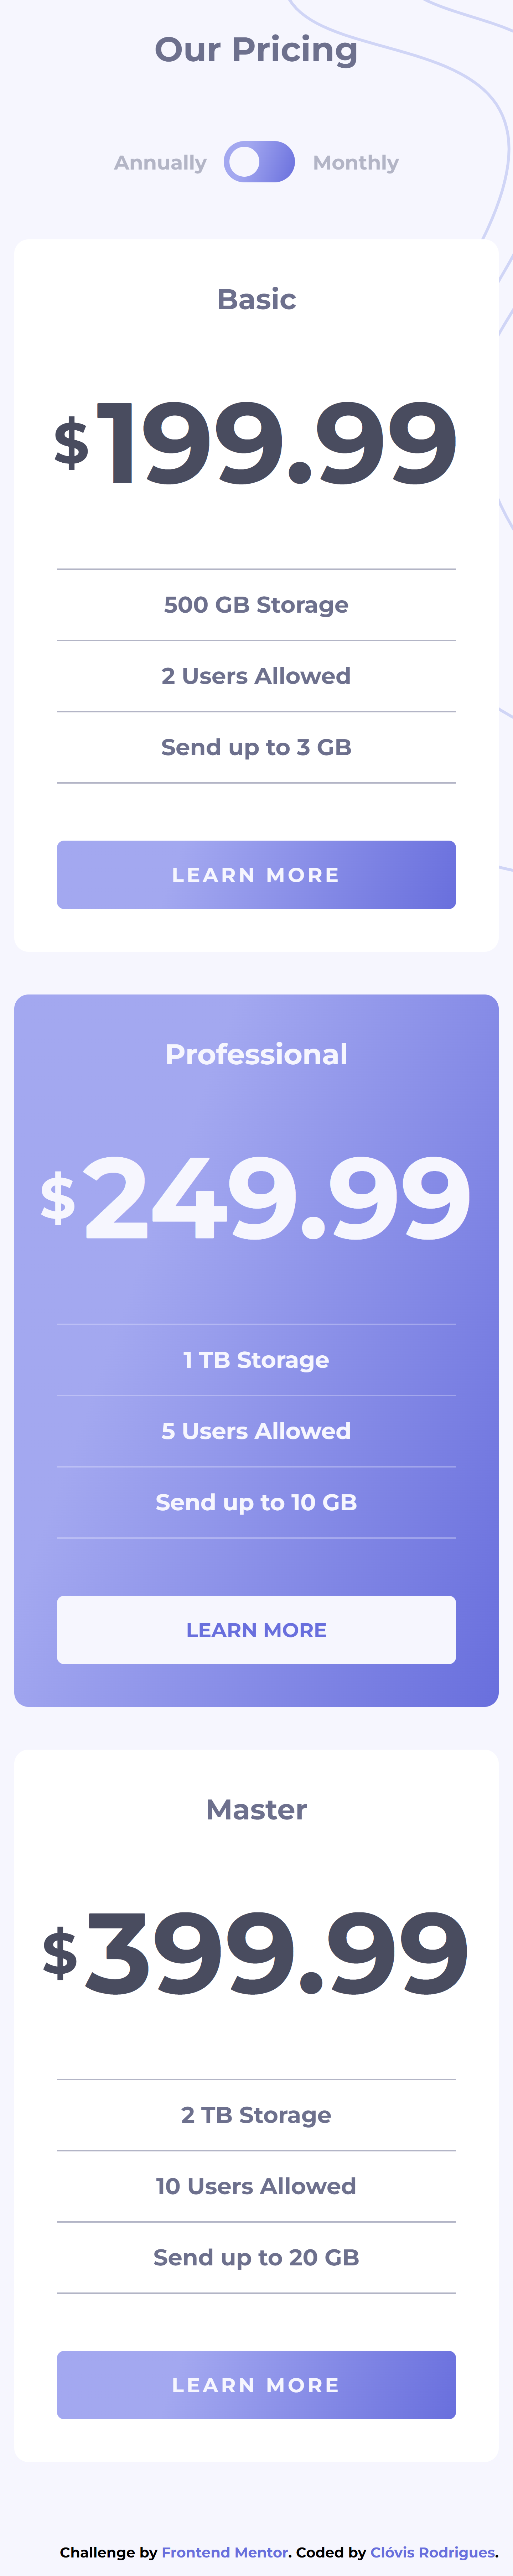 Our Pricing
Annually Monthly
Basic
$199.99
500 GB Storage
2 Users Allowed
Send up to 3 GB
LEARN MORE
Professional
$249.99
1 TB Storage
5 Users Allowed
Send up to 10 GB
LEARN MORE
Master
$399.99
2 TB Storage
10 Users Allowed
Send up to 20 GB
LEARN MORE
Challenge by Frontend Mentor. Coded by Clóvis Rodrigues.